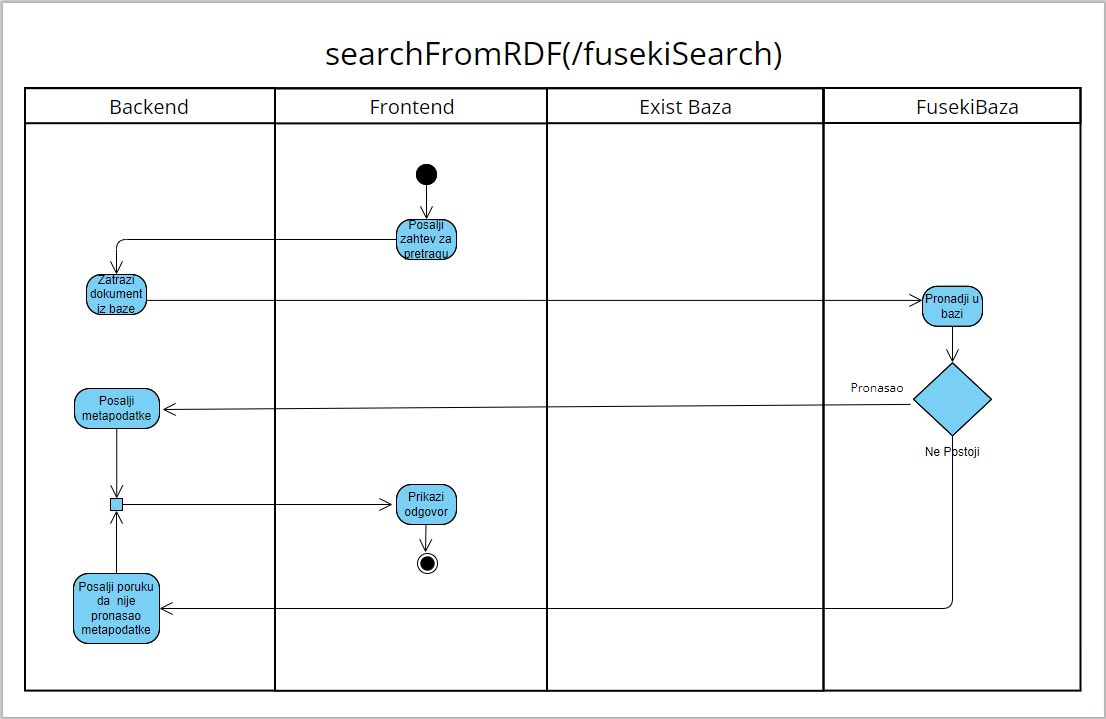 searchFromRDF(/fusekiSearch)
Backend
Frontend
Exist Baza
FusekiBaza
Posalji
zahtev za
pretragu
Zatrazi
dokument
iz baze
Pronadji u
bazi
Pronasao
Posalji
metapodatke
Ne Postoji
Prikazi
odgovor
Posalji poruku
da  nije
pronasao
metapodatke